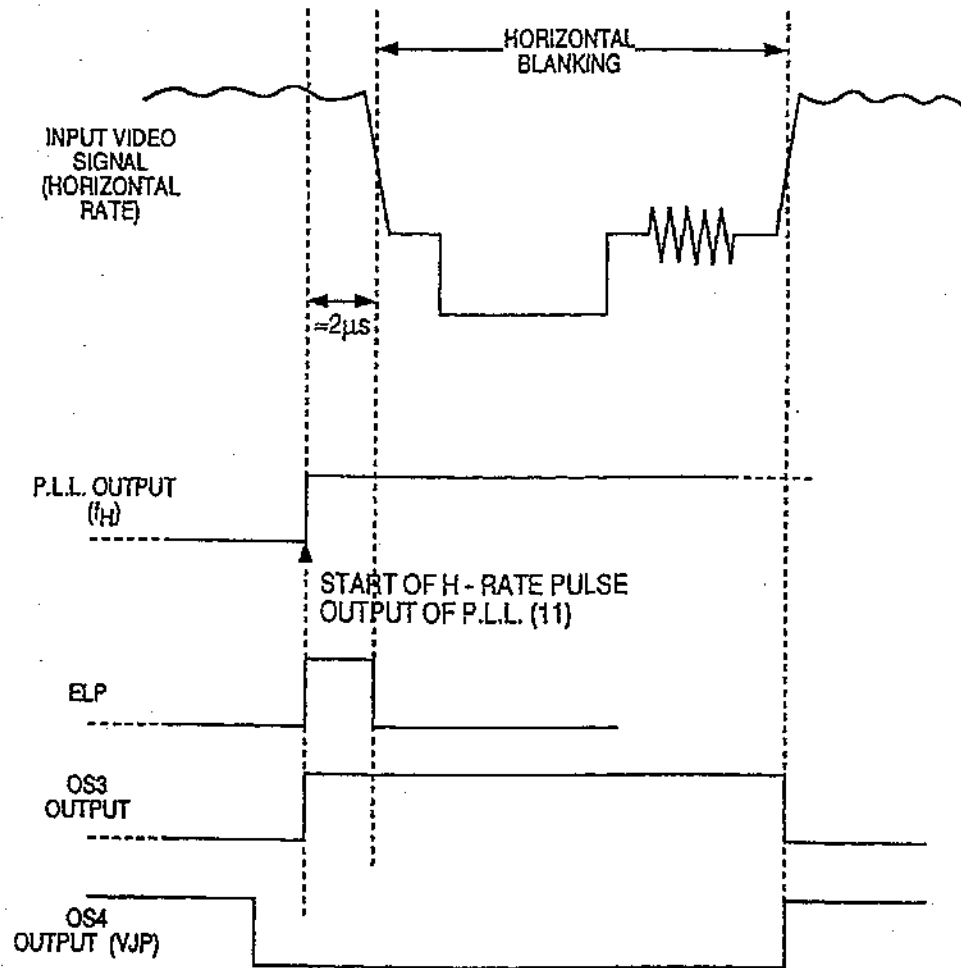 HORIZONTAL
BLANKING
INPUT VIDEO
SIGNAL
(HORIZONTAL
RATE)
≈2µs
P.L.L. OUTPUT
(fH)
START OF H - RATE PULSE
OUTPUT OF P.L.L. (11)
ELP
OS3
OUTPUT
OS4
OUTPUT (VJP)